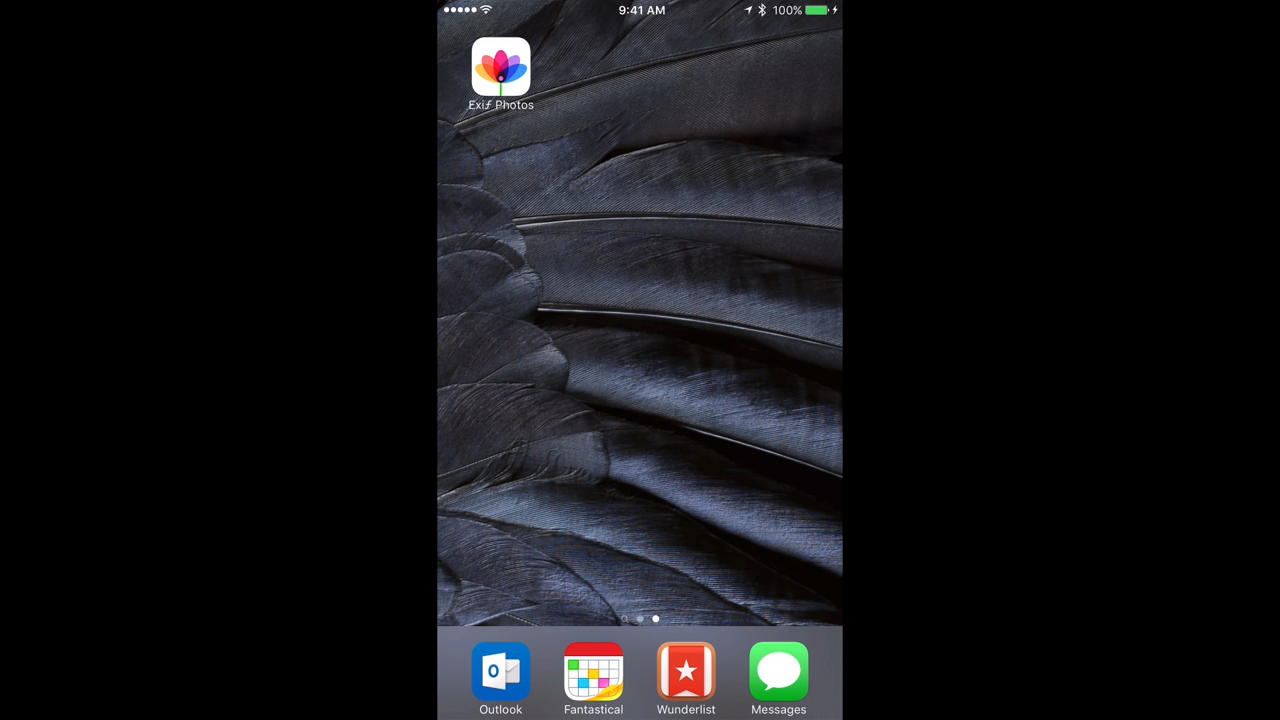 9:41 AM
100%
Exif Photos
O
Outlook
Fantastical
Wunderlist
Messages